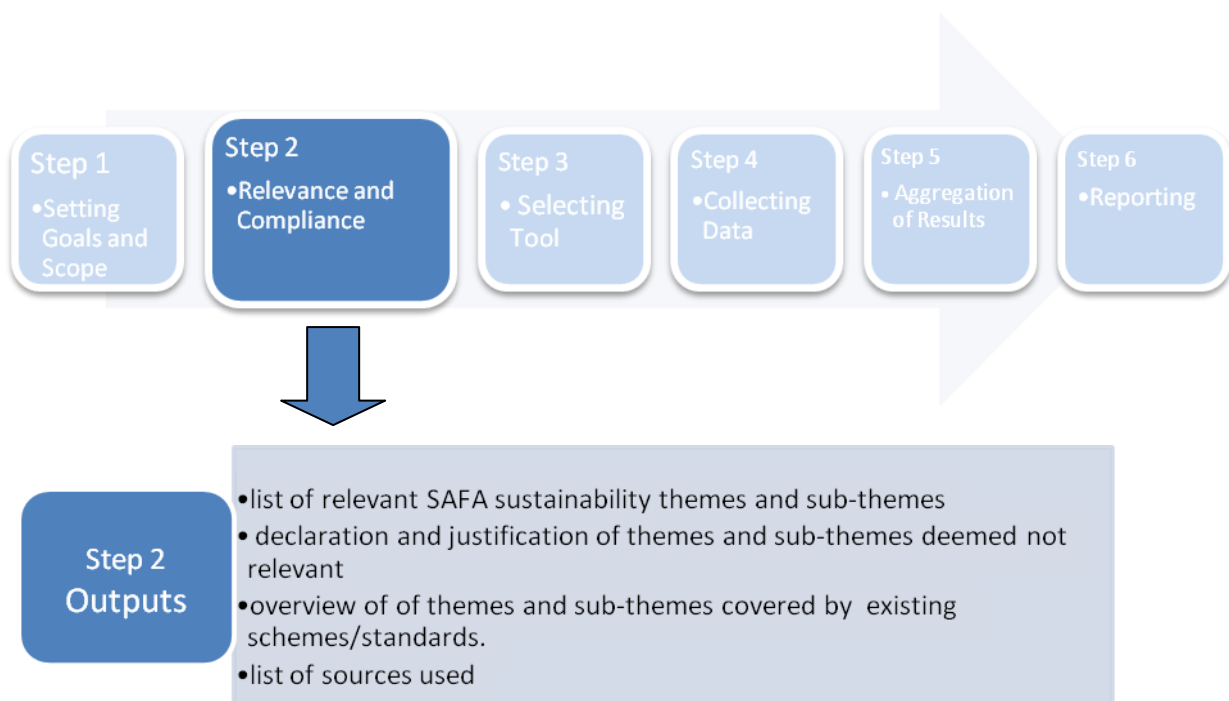 Step 1
•Setting
Goals and
Scope
Step 2
•Relevance and
Compliance
Step 3
• Selecting
Tool
Step 4
•Collecting
Data
Step 5
• Aggregation
of Results
Step 6
•Reporting
Step 2
Outputs
•list of relevant SAFA sustainability themes and sub-themes
• declaration and justification of themes and sub-themes deemed not
relevant
•overview of of themes and sub-themes covered by existing
schemes/standards.
•list of sources used